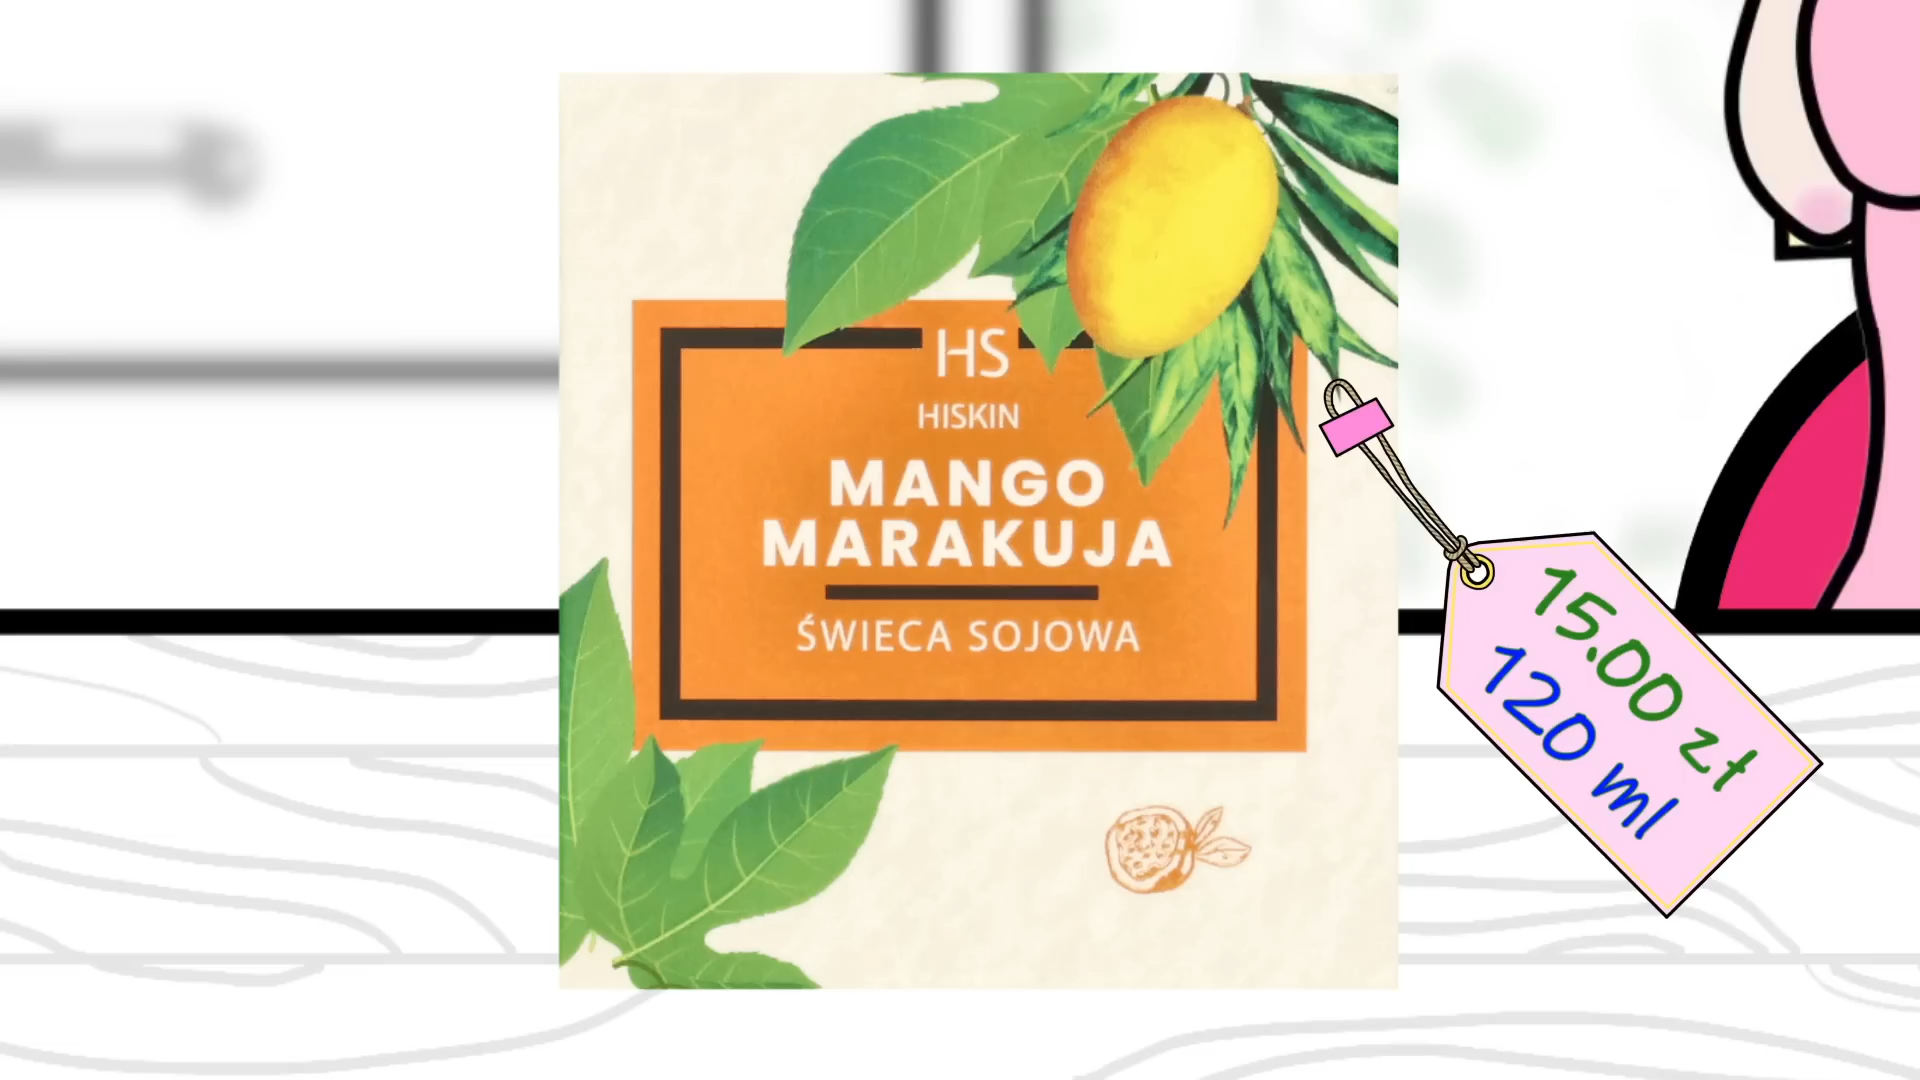 HS
HISKIN
MANGO
MARAKUJA
ŚWIECA SOJOWA
15.00 zł
120 ml